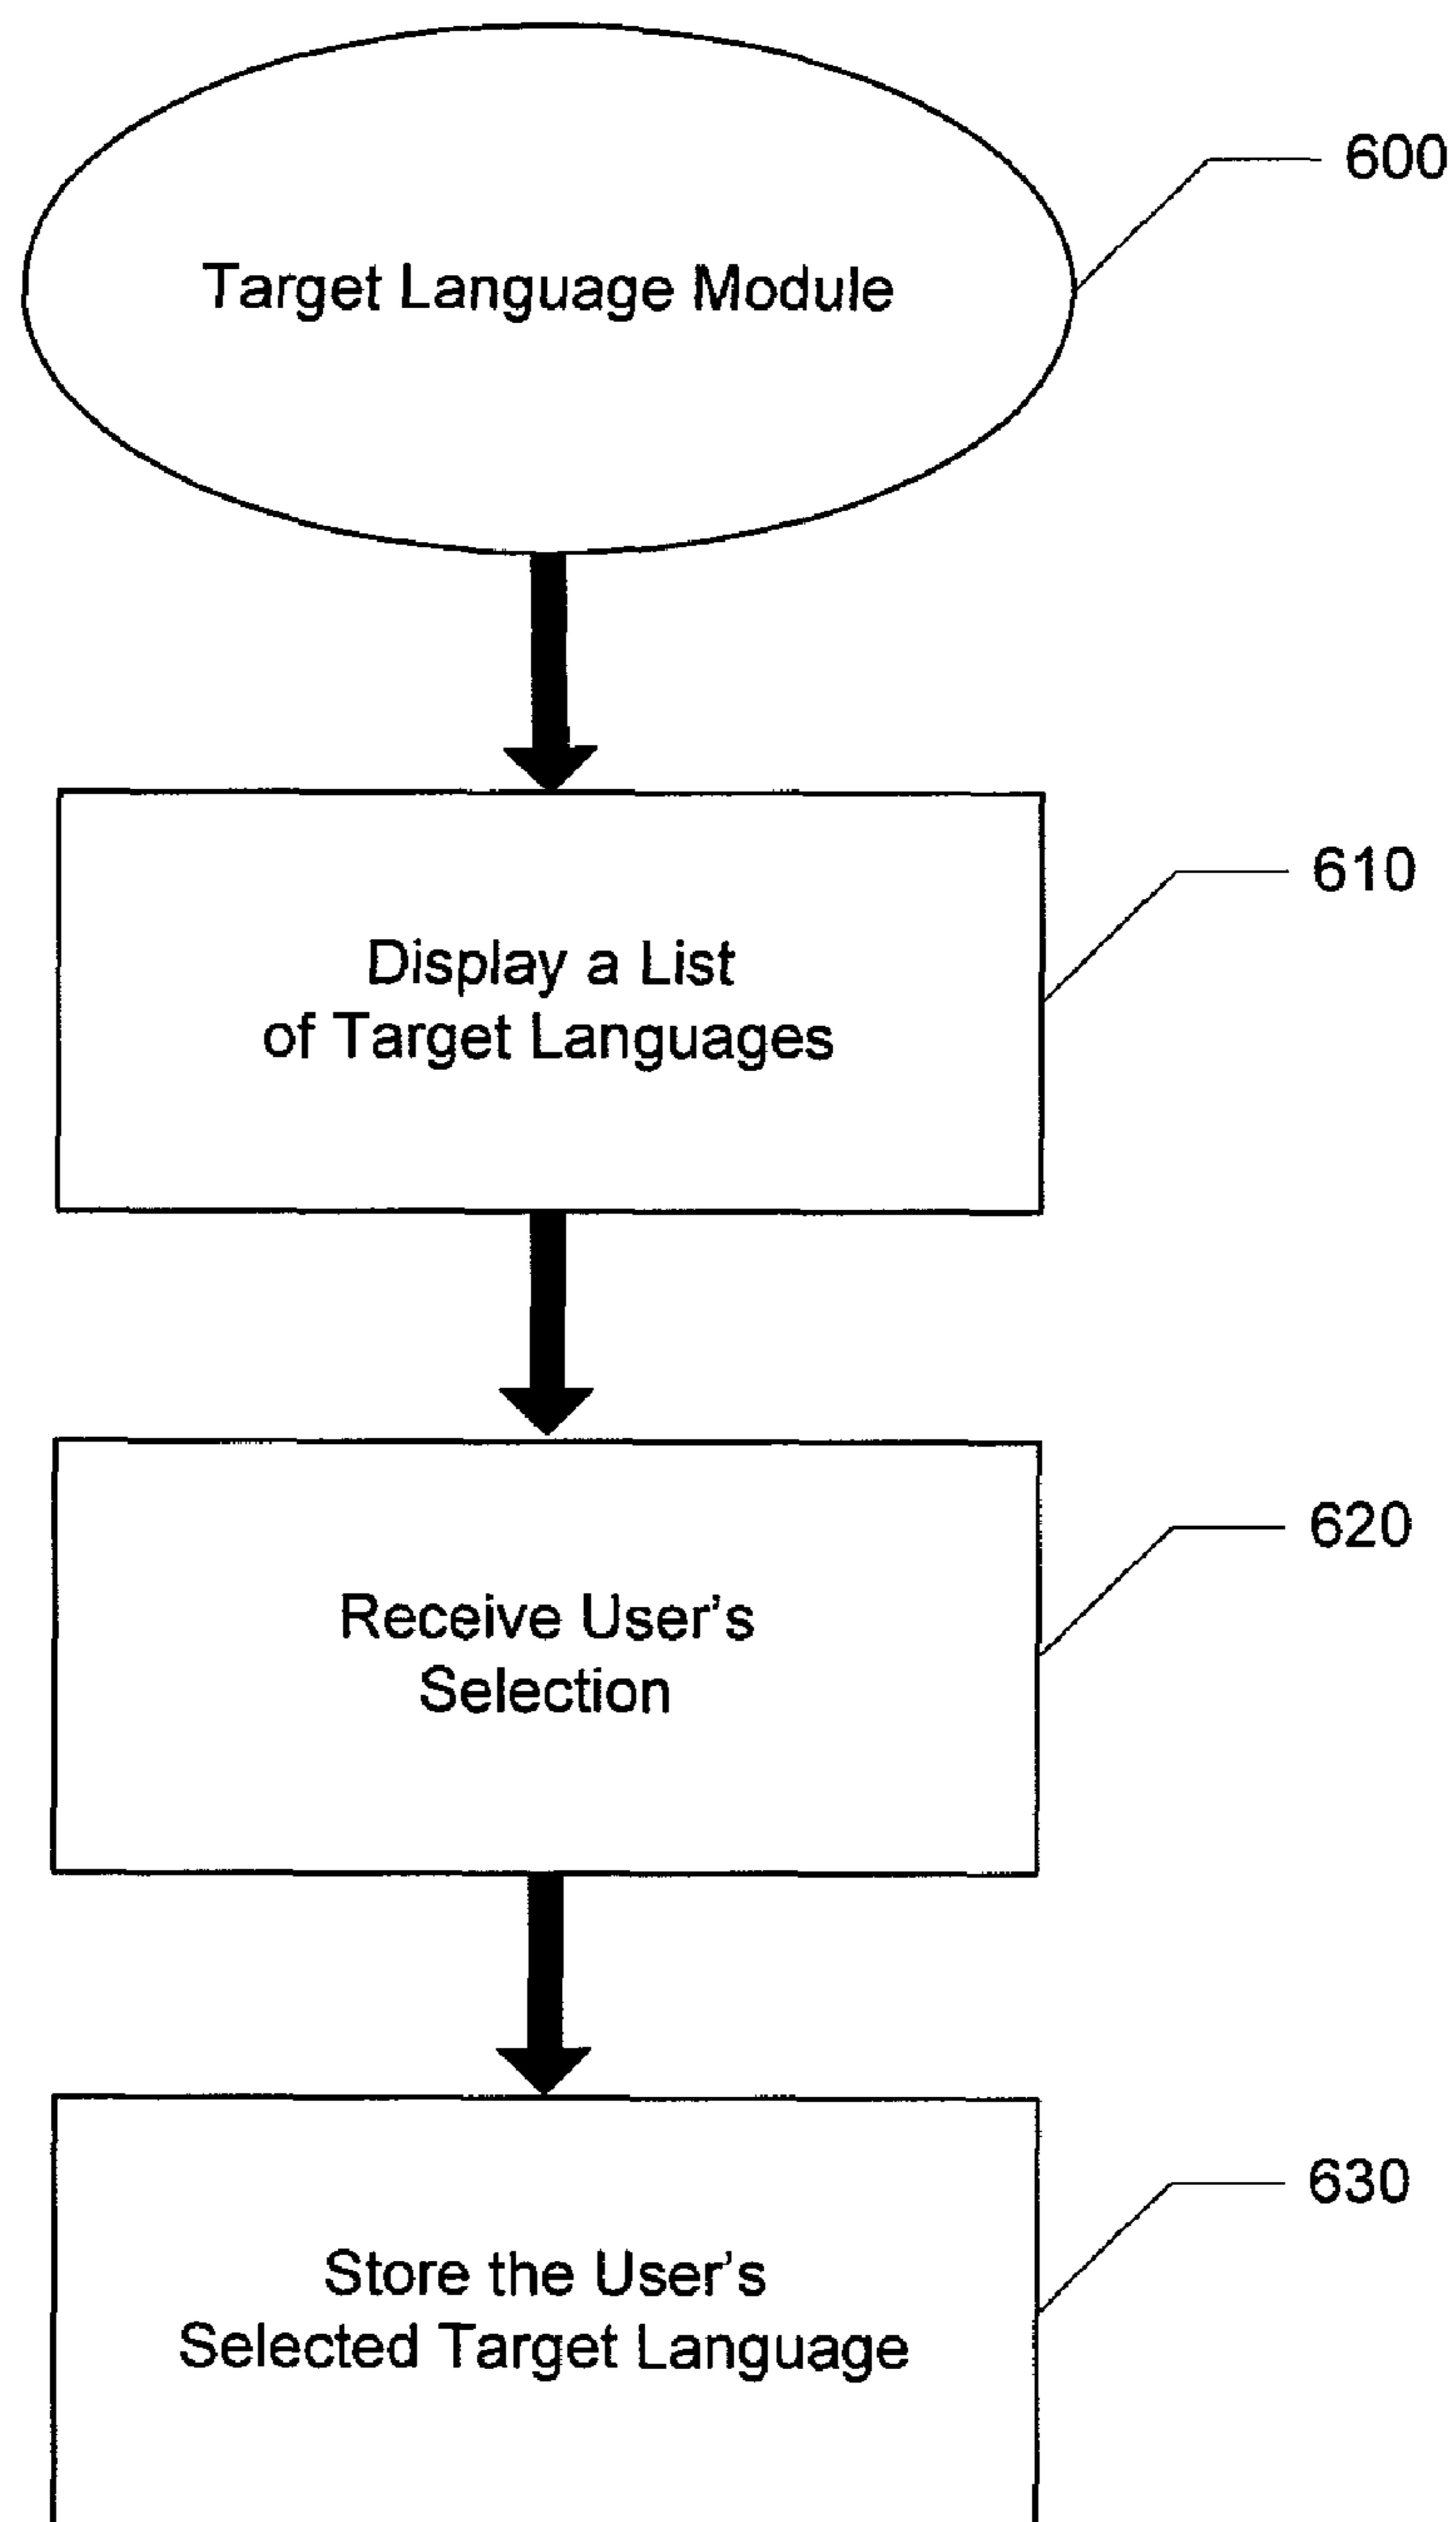 600
Target Language Module
610
Display a List
of Target Languages
620
Receive User's
Selection
630
Store the User's
Selected Target Language